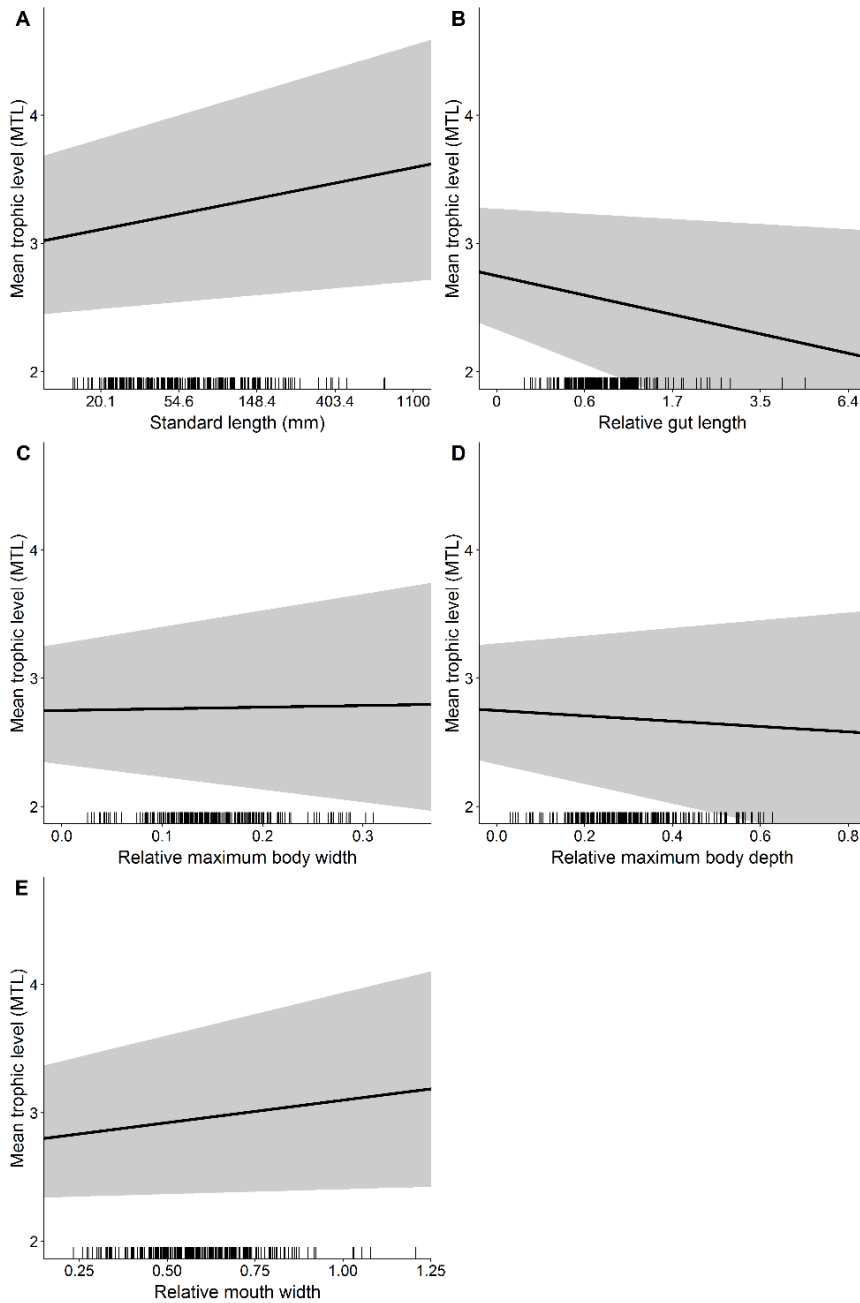 A
Mean trophic level (MTL)
4
3
2
20.1 54.6 148.4 403.4 1100
Standard length (mm)
B
Mean trophic level (MTL)
4
3
2
0 0.6 1.7 3.5 6.4
Relative gut length
C
Mean trophic level (MTL)
4
3
2
0.0 0.1 0.2 0.3
Relative maximum body width
D
Mean trophic level (MTL)
4
3
2
0.0 0.2 0.4 0.6 0.8
Relative maximum body depth
E
Mean trophic level (MTL)
4
3
2
0.25 0.50 0.75 1.00 1.25
Relative mouth width